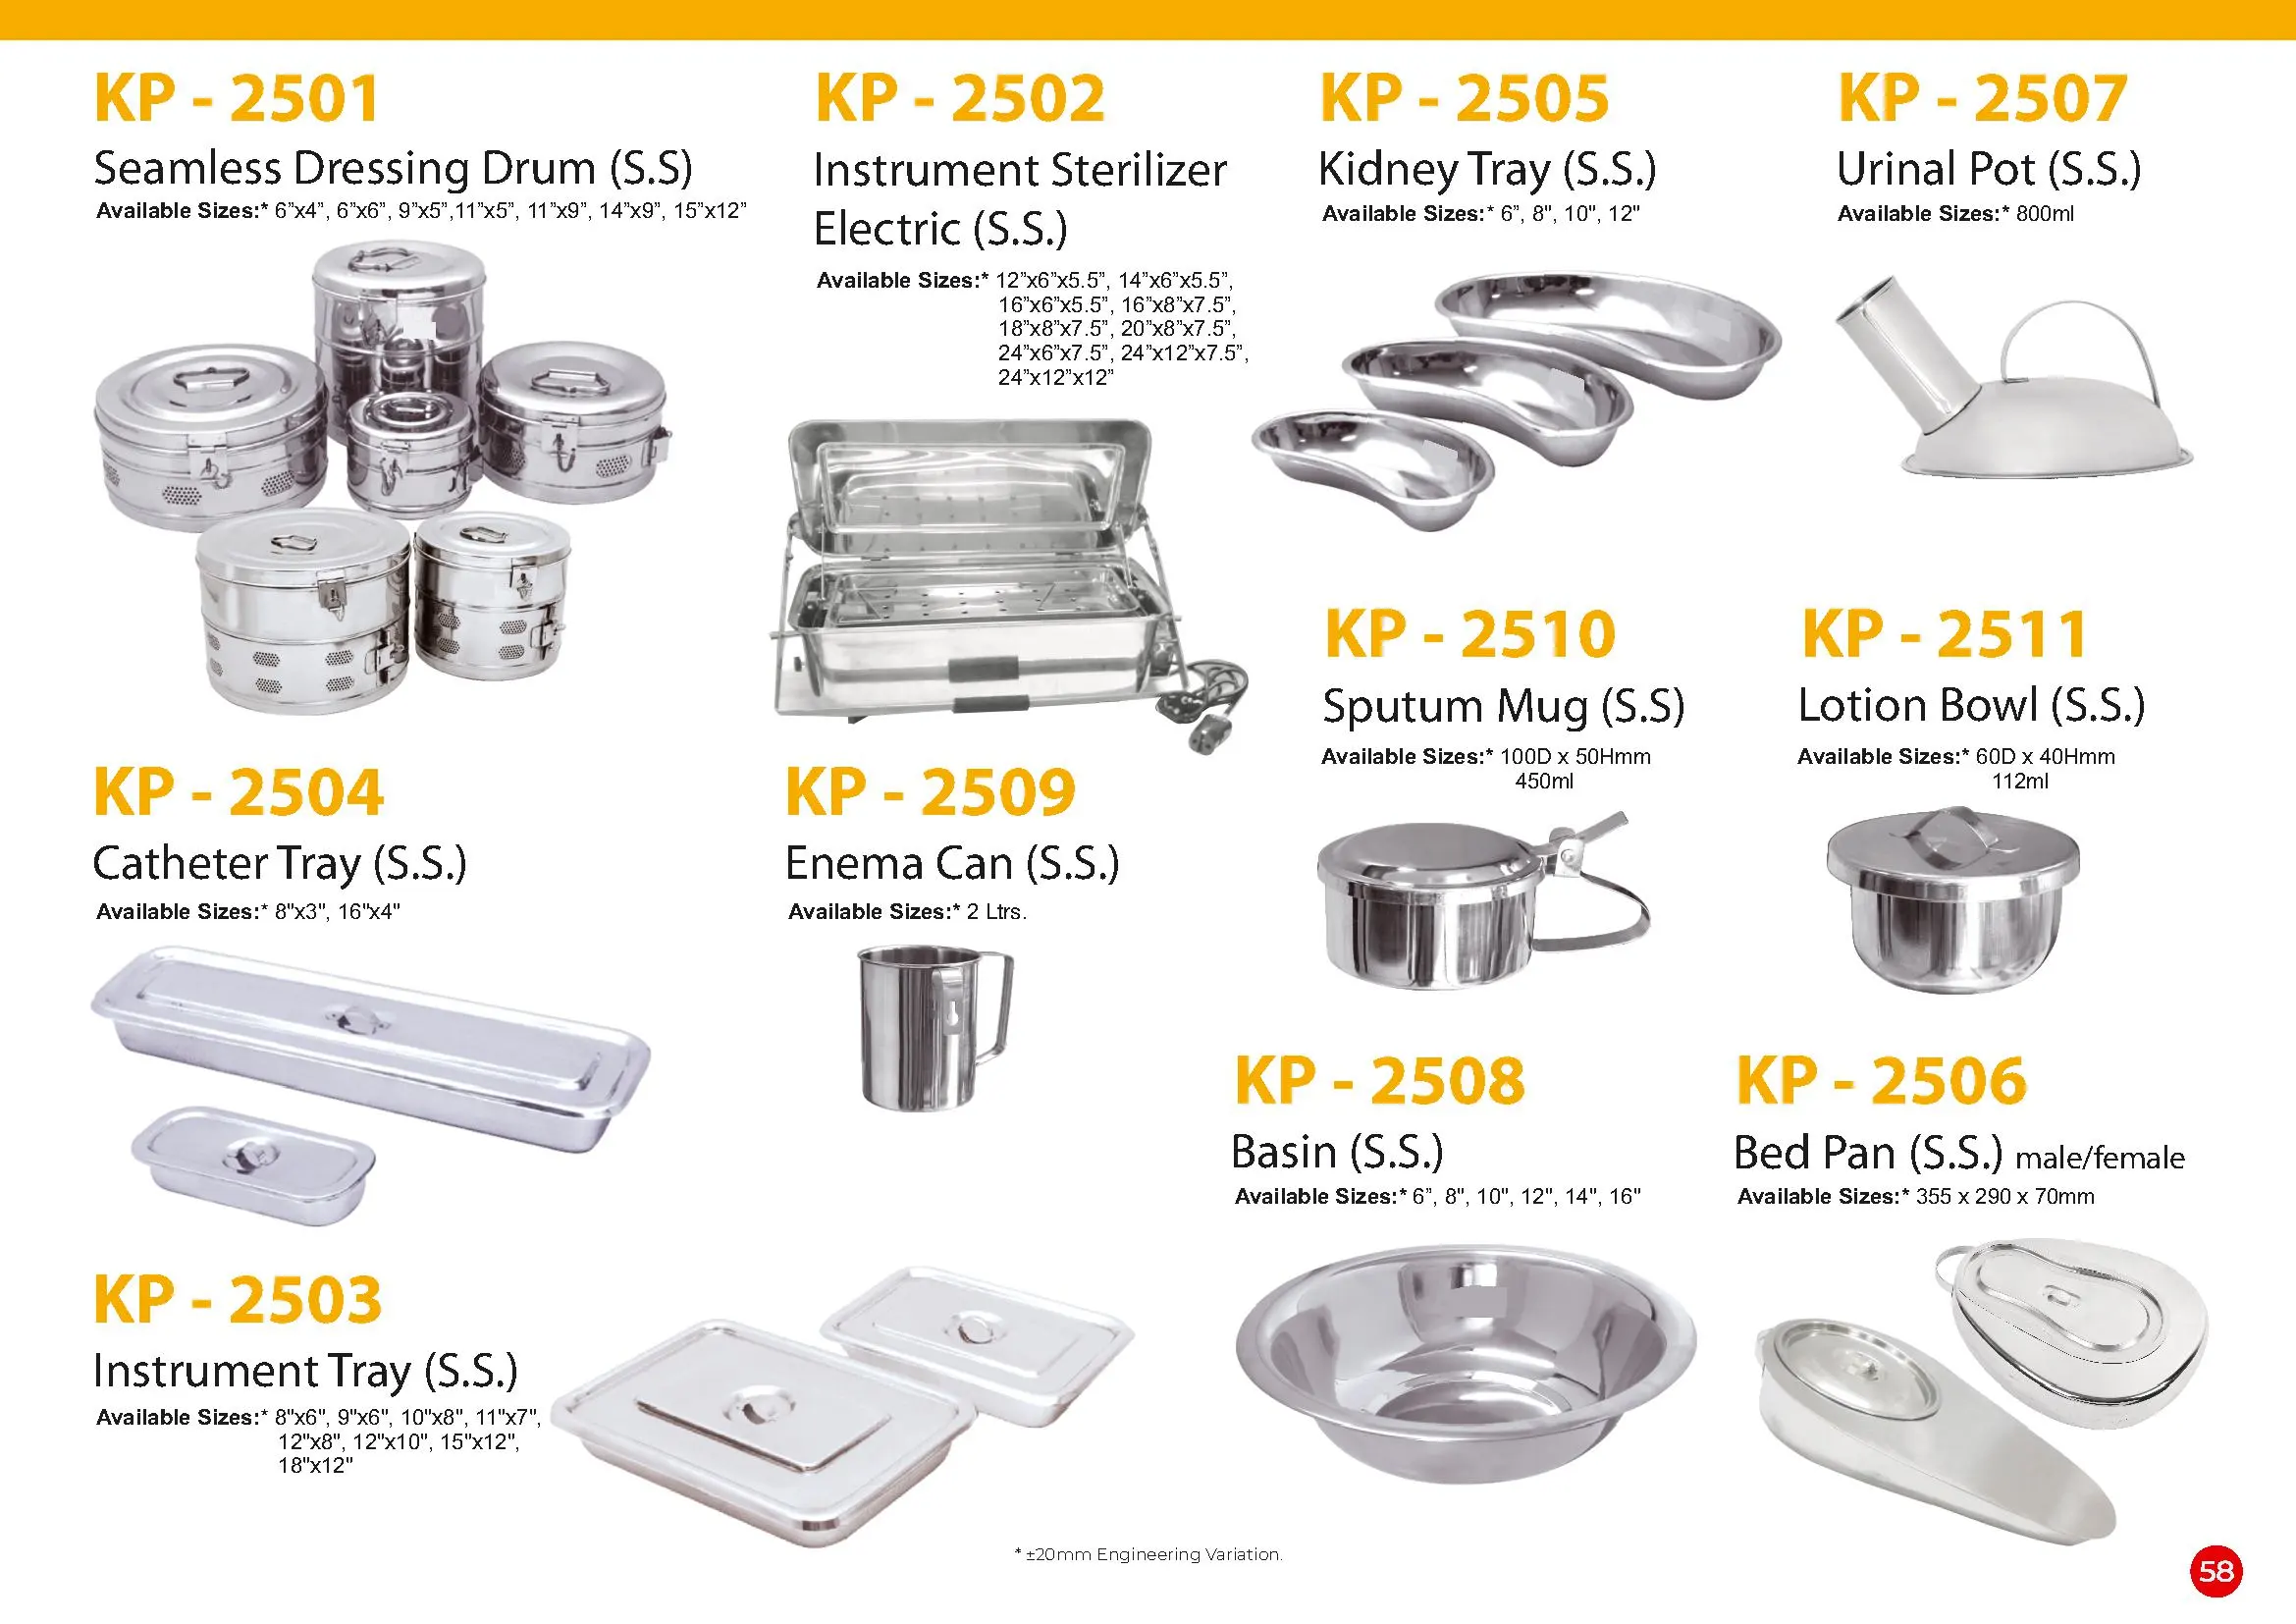 KP - 2501
Seamless Dressing Drum (S.S)
Available Sizes:* 6”x4”, 6”x6”, 9”x5”,11”x5”, 11”x9”, 14”x9”, 15”x12”
KP - 2502
Instrument Sterilizer
Electric (S.S.)
Available Sizes:* 12”x6”x5.5”, 14”x6”x5.5”,
16”x6”x5.5”, 16”x8”x7.5”,
18”x8”x7.5”, 20”x8”x7.5”,
24”x6”x7.5”, 24”x12”x7.5”,
24”x12”x12”
KP - 2505
Kidney Tray (S.S.)
Available Sizes:* 6”, 8", 10", 12"
KP - 2507
Urinal Pot (S.S.)
Available Sizes:* 800ml
KP - 2510
Sputum Mug (S.S)
Available Sizes:* 100D x 50Hmm
450ml
KP - 2511
Lotion Bowl (S.S.)
Available Sizes:* 60D x 40Hmm
112ml
KP - 2504
Catheter Tray (S.S.)
Available Sizes:* 8"x3", 16"x4"
KP - 2509
Enema Can (S.S.)
Available Sizes:* 2 Ltrs.
KP - 2508
Basin (S.S.)
Available Sizes:* 6”, 8", 10", 12", 14", 16"
KP - 2506
Bed Pan (S.S.) male/female
Available Sizes:* 355 x 290 x 70mm
KP - 2503
Instrument Tray (S.S.)
Available Sizes:* 8"x6", 9"x6", 10"x8", 11"x7",
12"x8", 12"x10", 15"x12",
18"x12"
* ±20mm Engineering Variation.
58